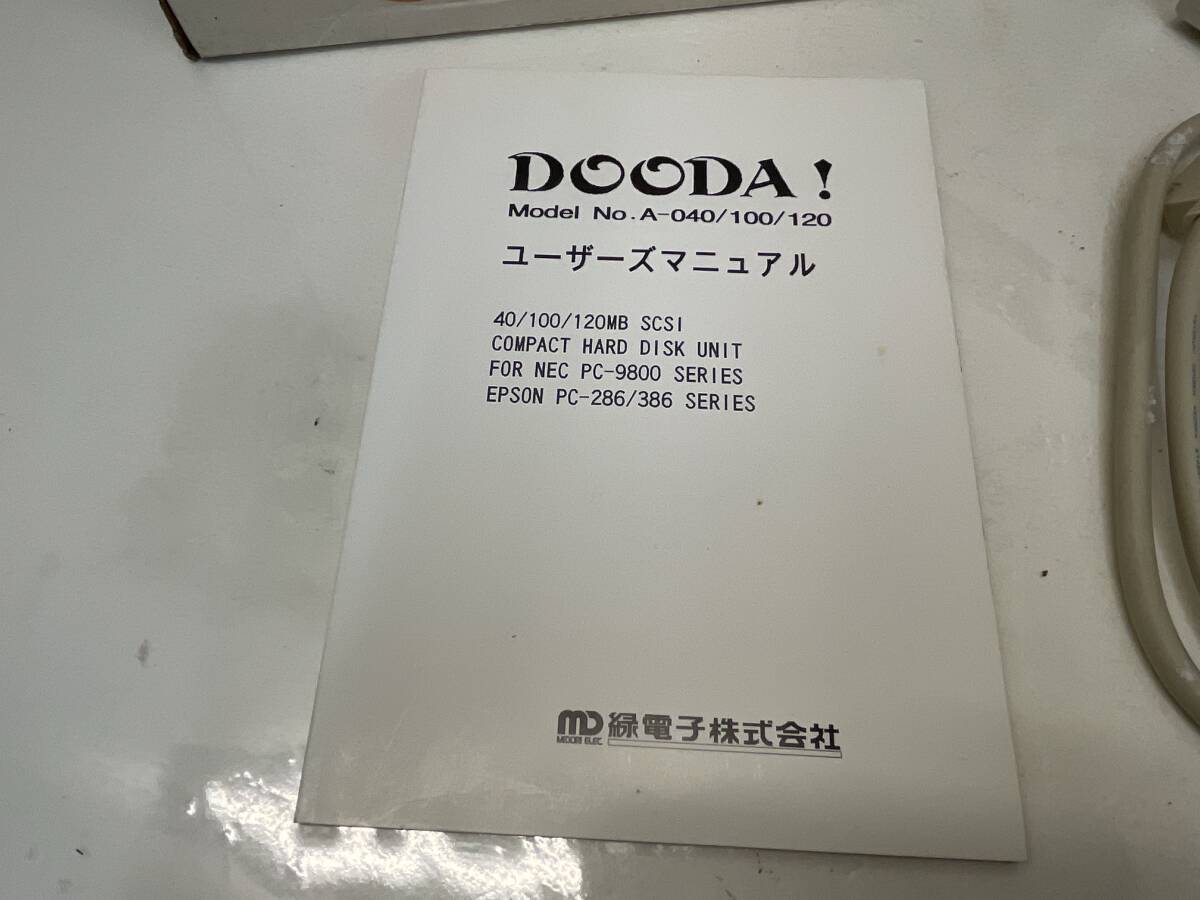 DOODA!
Model No.A-040/100/120
ユーザーズマニュアル
40/100/120MB SCSI
COMPACT HARD DISK UNIT
FOR NEC PC-9800 SERIES
EPSON PC-286/386 SERIES
MD 緑電子株式会社
MIDORI ELEC.